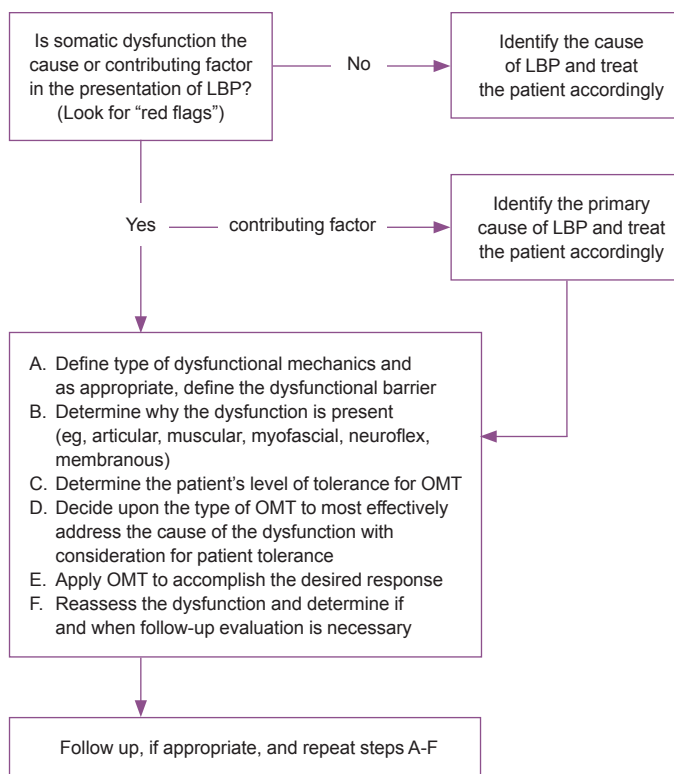 Is somatic dysfunction the
cause or contributing factor
in the presentation of LBP?
(Look for “red flags”)
No
Identify the cause
of LBP and treat
the patient accordingly
Yes
contributing factor
Identify the primary
cause of LBP and treat
the patient accordingly
A. Define type of dysfunctional mechanics and
as appropriate, define the dysfunctional barrier
B. Determine why the dysfunction is present
(eg, articular, muscular, myofascial, neuroflex,
membranous)
C. Determine the patient’s level of tolerance for OMT
D. Decide upon the type of OMT to most effectively
address the cause of the dysfunction with
consideration for patient tolerance
E. Apply OMT to accomplish the desired response
F. Reassess the dysfunction and determine if
and when follow-up evaluation is necessary
Follow up, if appropriate, and repeat steps A-F